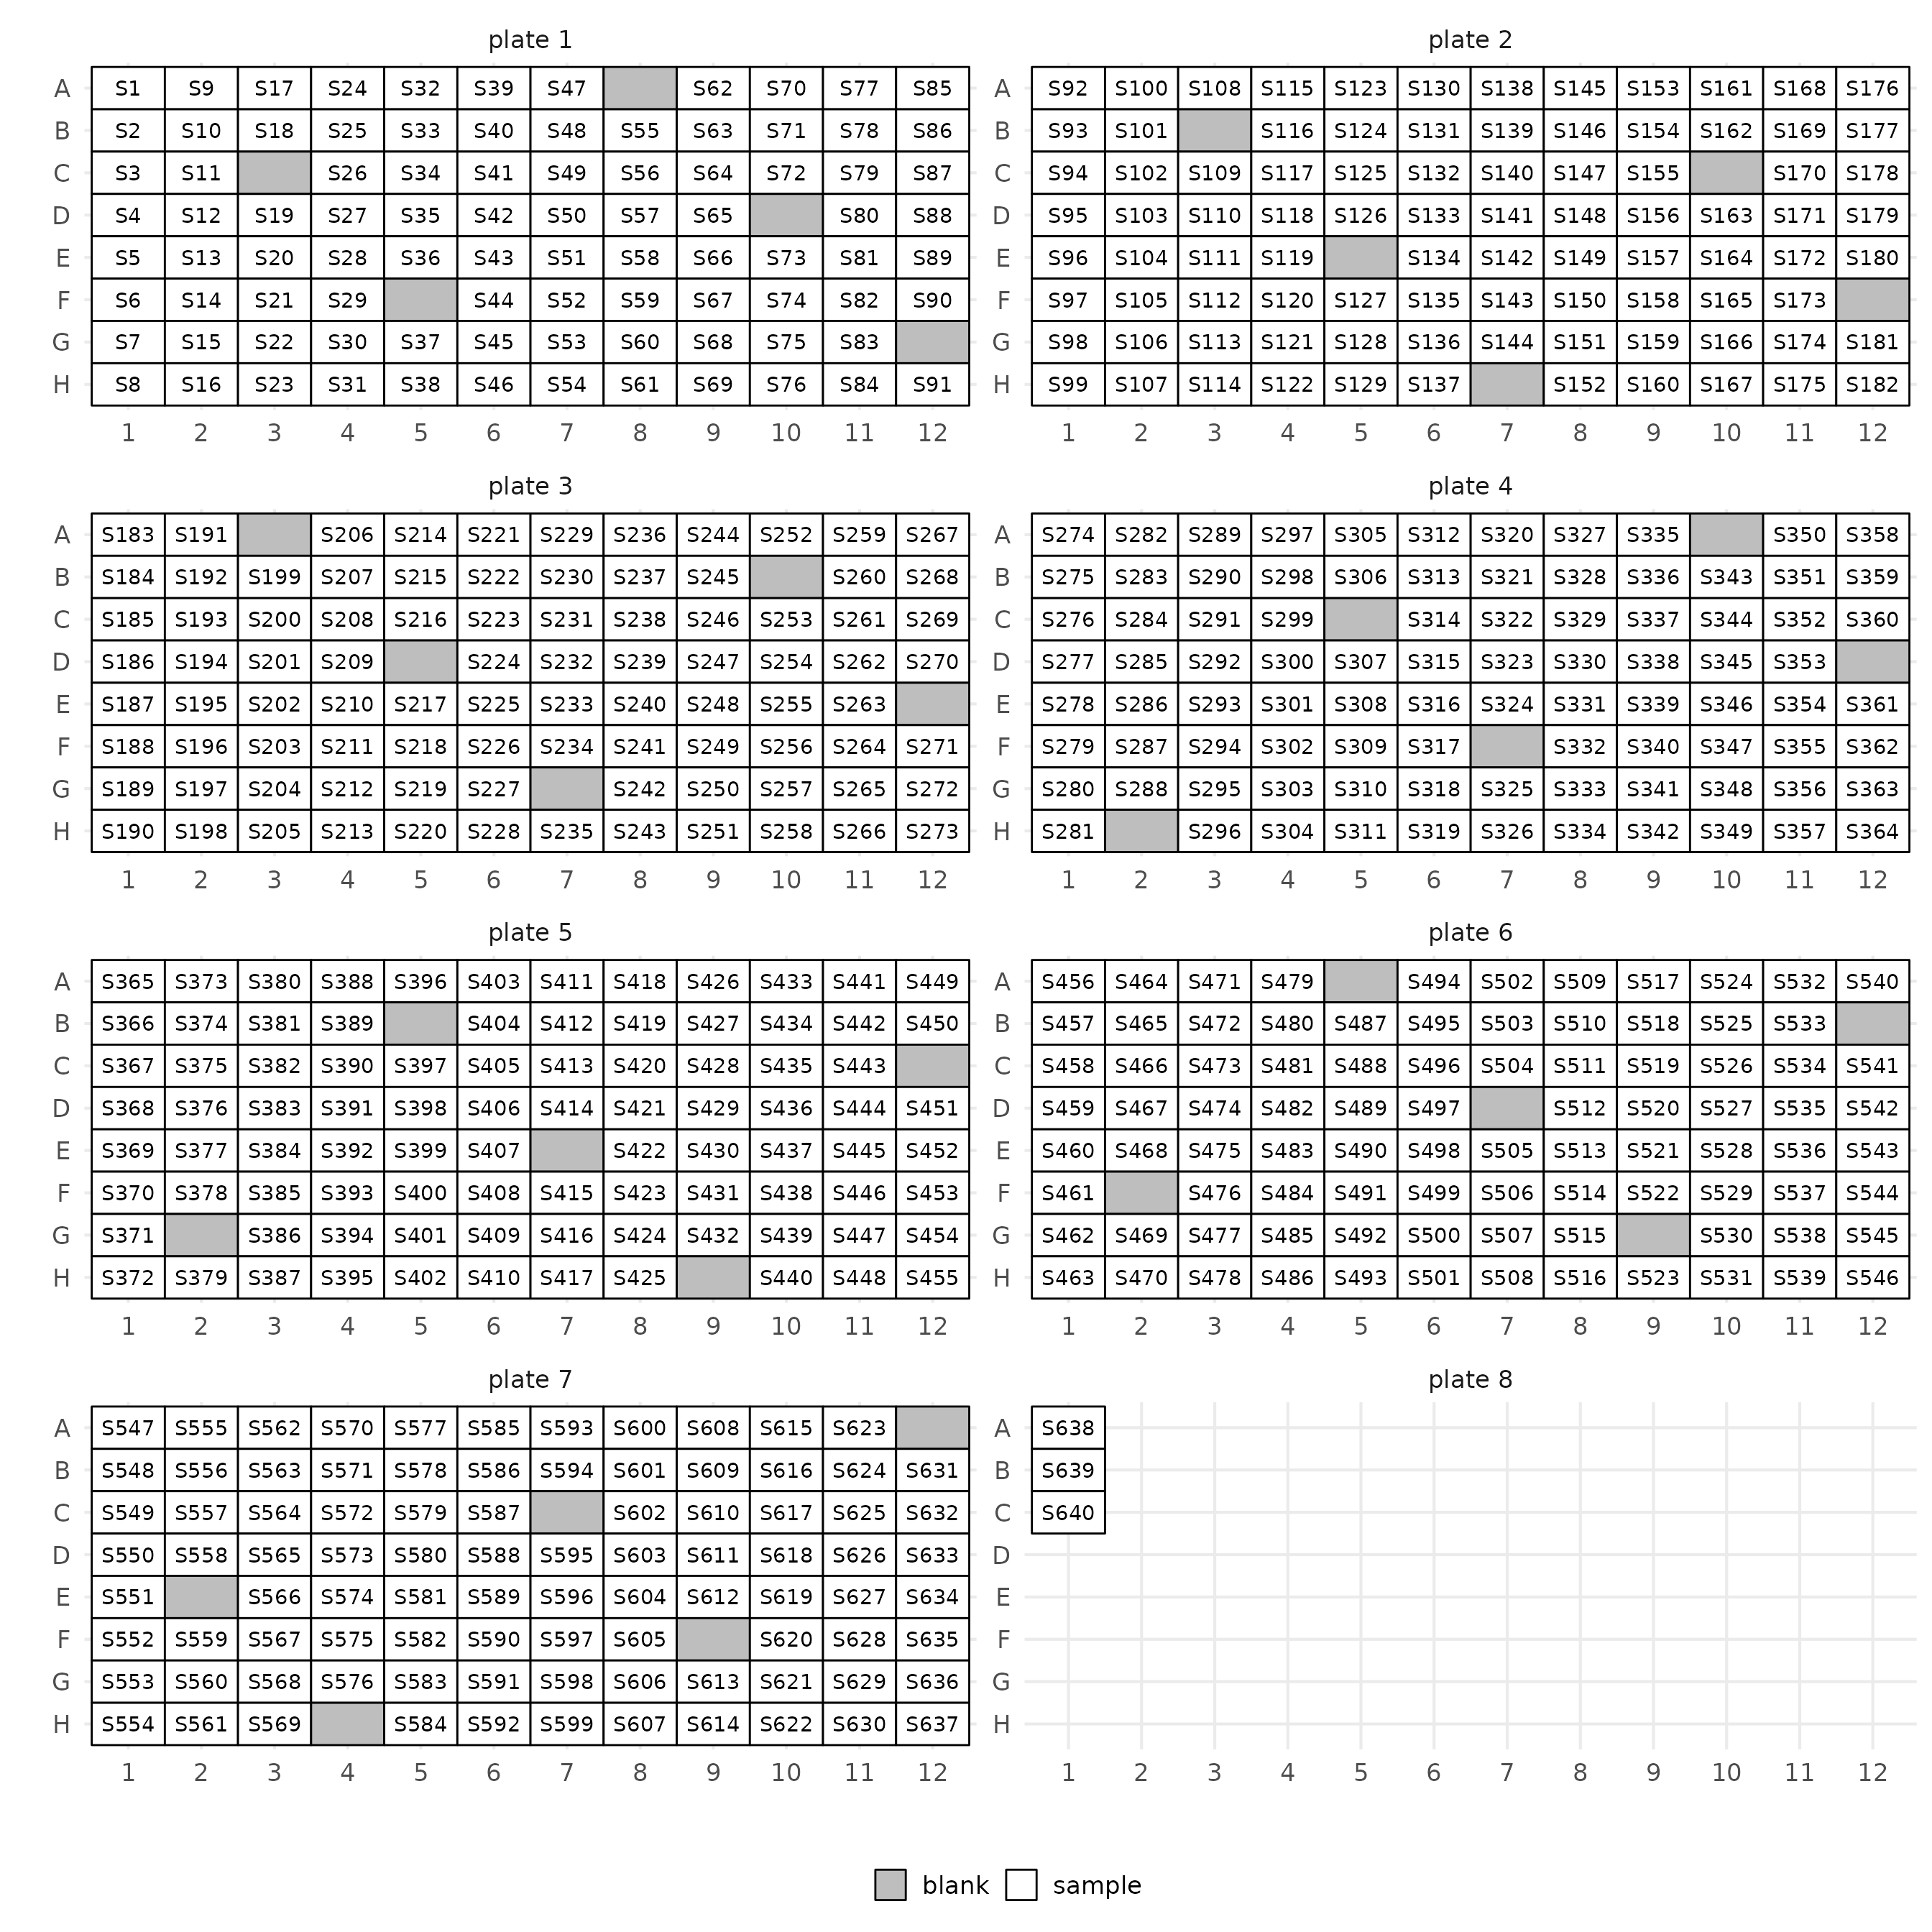 plate 1
A S1 S9 S17 S24 S32 S39 S47 S62 S70 S77 S85
B S2 S10 S18 S25 S33 S40 S48 S55 S63 S71 S78 S86
C S3 S11 S26 S34 S41 S49 S56 S64 S72 S79 S87
D S4 S12 S19 S27 S35 S42 S50 S57 S65 S80 S88
E S5 S13 S20 S28 S36 S43 S51 S58 S66 S73 S81 S89
F S6 S14 S21 S29 S44 S52 S59 S67 S74 S82 S90
G S7 S15 S22 S30 S37 S45 S53 S60 S68 S75 S83
H S8 S16 S23 S31 S38 S46 S54 S61 S69 S76 S84 S91
1 2 3 4 5 6 7 8 9 10 11 12
plate 2
A S92 S100 S108 S115 S123 S130 S138 S145 S153 S161 S168 S176
B S93 S101 S116 S124 S131 S139 S146 S154 S162 S169 S177
C S94 S102 S109 S117 S125 S132 S140 S147 S155 S170 S178
D S95 S103 S110 S118 S126 S133 S141 S148 S156 S163 S171 S179
E S96 S104 S111 S119 S134 S142 S149 S157 S164 S172 S180
F S97 S105 S112 S120 S127 S135 S143 S150 S158 S165 S173
G S98 S106 S113 S121 S128 S136 S144 S151 S159 S166 S174 S181
H S99 S107 S114 S122 S129 S137 S152 S160 S167 S175 S182
1 2 3 4 5 6 7 8 9 10 11 12
plate 3
A S183 S191 S206 S214 S221 S229 S236 S244 S252 S259 S267
B S184 S192 S199 S207 S215 S222 S230 S237 S245 S260 S268
C S185 S193 S200 S208 S216 S223 S231 S238 S246 S253 S261 S269
D S186 S194 S201 S209 S224 S232 S239 S247 S254 S262 S270
E S187 S195 S202 S210 S217 S225 S233 S240 S248 S255 S263
F S188 S196 S203 S211 S218 S226 S234 S241 S249 S256 S264 S271
G S189 S197 S204 S212 S219 S227 S242 S250 S257 S265 S272
H S190 S198 S205 S213 S220 S228 S235 S243 S251 S258 S266 S273
1 2 3 4 5 6 7 8 9 10 11 12
plate 4
A S274 S282 S289 S297 S305 S312 S320 S327 S335 S350 S358
B S275 S283 S290 S298 S306 S313 S321 S328 S336 S343 S351 S359
C S276 S284 S291 S299 S314 S322 S329 S337 S344 S352 S360
D S277 S285 S292 S300 S307 S315 S323 S330 S338 S345 S353
E S278 S286 S293 S301 S308 S316 S324 S331 S339 S346 S354 S361
F S279 S287 S294 S302 S309 S317 S332 S340 S347 S355 S362
G S280 S288 S295 S303 S310 S318 S325 S333 S341 S348 S356 S363
H S281 S296 S304 S311 S319 S326 S334 S342 S349 S357 S364
1 2 3 4 5 6 7 8 9 10 11 12
plate 5
A S365 S373 S380 S388 S396 S403 S411 S418 S426 S433 S441 S449
B S366 S374 S381 S389 S404 S412 S419 S427 S434 S442 S450
C S367 S375 S382 S390 S397 S405 S413 S420 S428 S435 S443
D S368 S376 S383 S391 S398 S406 S414 S421 S429 S436 S444 S451
E S369 S377 S384 S392 S399 S407 S422 S430 S437 S445 S452
F S370 S378 S385 S393 S400 S408 S415 S423 S431 S438 S446 S453
G S371 S386 S394 S401 S409 S416 S424 S432 S439 S447 S454
H S372 S379 S387 S395 S402 S410 S417 S425 S440 S448 S455
1 2 3 4 5 6 7 8 9 10 11 12
plate 6
A S456 S464 S471 S479 S494 S502 S509 S517 S524 S532 S540
B S457 S465 S472 S480 S487 S495 S503 S510 S518 S525 S533
C S458 S466 S473 S481 S488 S496 S504 S511 S519 S526 S534 S541
D S459 S467 S474 S482 S489 S497 S512 S520 S527 S535 S542
E S460 S468 S475 S483 S490 S498 S505 S513 S521 S528 S536 S543
F S461 S476 S484 S491 S499 S506 S514 S522 S529 S537 S544
G S462 S469 S477 S485 S492 S500 S507 S515 S530 S538 S545
H S463 S470 S478 S486 S493 S501 S508 S516 S523 S531 S539 S546
1 2 3 4 5 6 7 8 9 10 11 12
plate 7
A S547 S555 S562 S570 S577 S585 S593 S600 S608 S615 S623
B S548 S556 S563 S571 S578 S586 S594 S601 S609 S616 S624 S631
C S549 S557 S564 S572 S579 S587 S602 S610 S617 S625 S632
D S550 S558 S565 S573 S580 S588 S595 S603 S611 S618 S626 S633
E S551 S566 S574 S581 S589 S596 S604 S612 S619 S627 S634
F S552 S559 S567 S575 S582 S590 S597 S605 S620 S628 S635
G S553 S560 S568 S576 S583 S591 S598 S606 S613 S621 S629 S636
H S554 S561 S569 S584 S592 S599 S607 S614 S622 S630 S637
1 2 3 4 5 6 7 8 9 10 11 12
plate 8
A S638
B S639
C S640
D
E
F
G
H
1 2 3 4 5 6 7 8 9 10 11 12
blank sample